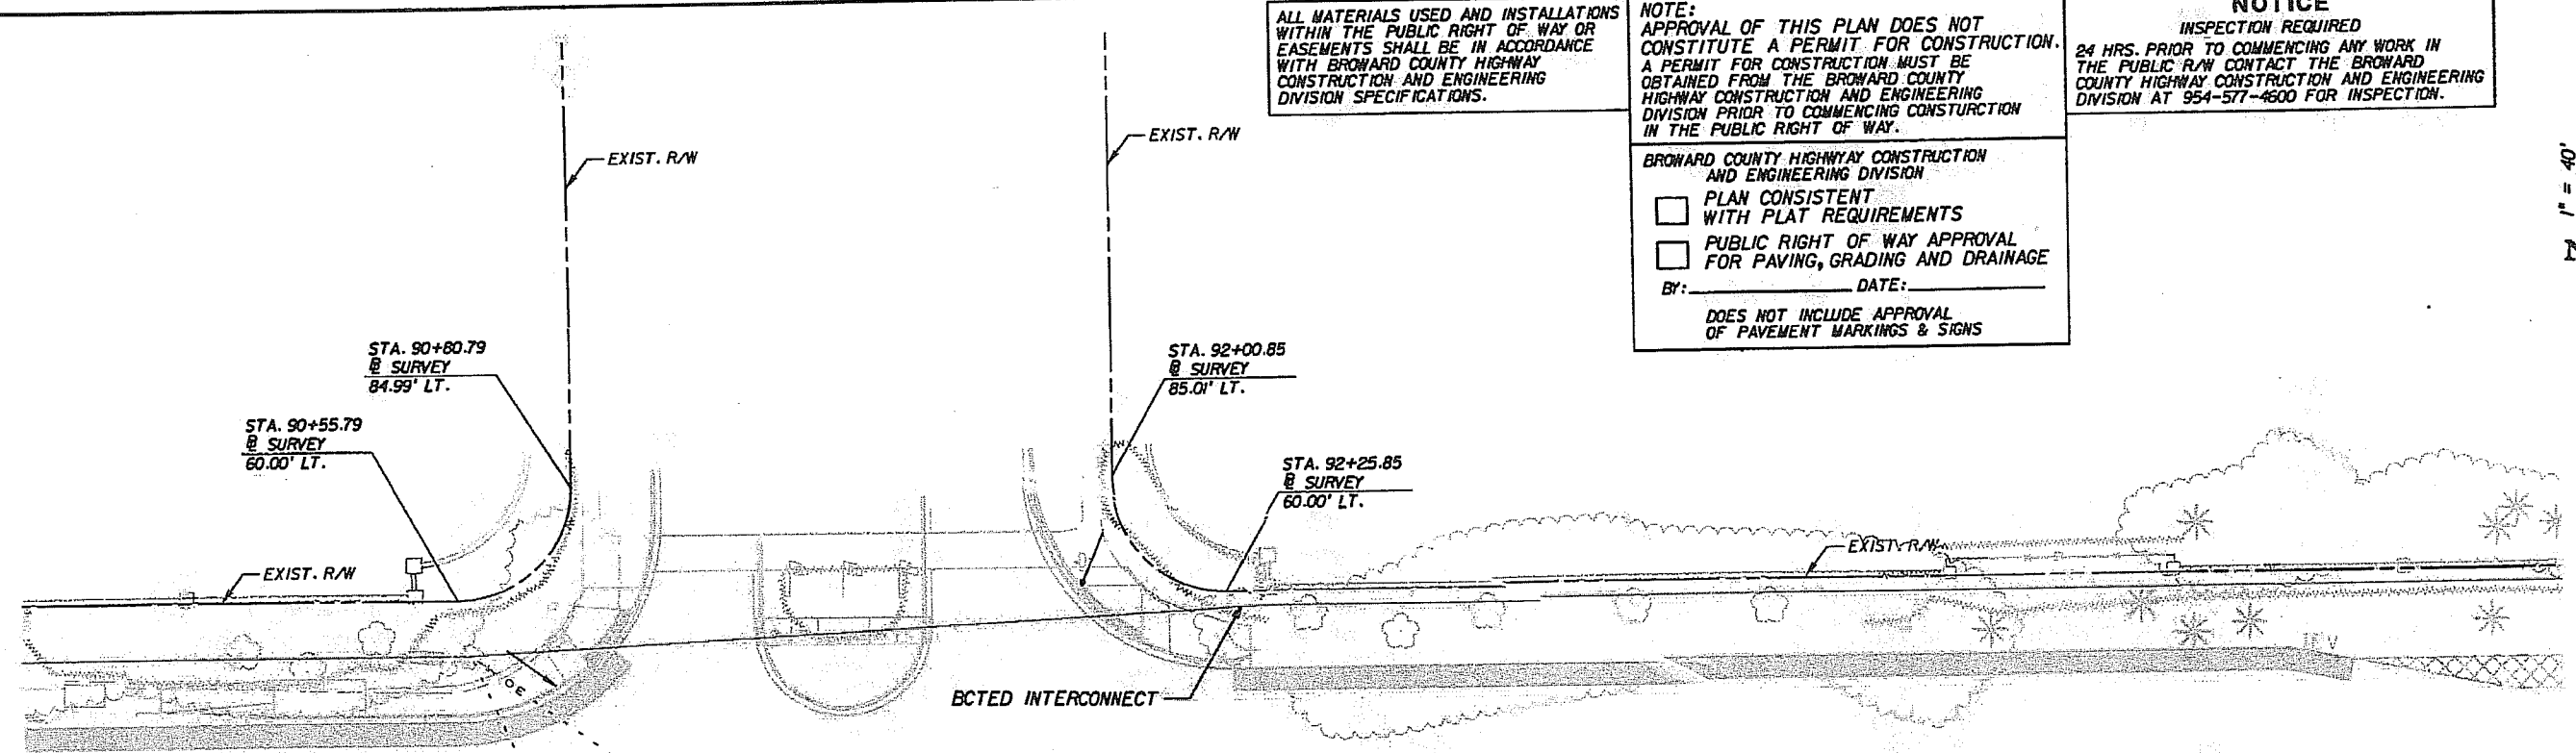 ALL MATERIALS USED AND INSTALLATIONS
WITHIN THE PUBLIC RIGHT OF WAY OR
EASEMENTS SHALL BE IN ACCORDANCE
WITH BROWARD COUNTY HIGHWAY
CONSTRUCTION AND ENGINEERING
DIVISION SPECIFICATIONS.
NOTE:
APPROVAL OF THIS PLAN DOES NOT
CONSTITUTE A PERMIT FOR CONSTRUCTION.
A PERMIT FOR CONSTRUCTION MUST BE
OBTAINED FROM THE BROWARD COUNTY
HIGHWAY CONSTRUCTION AND ENGINEERING
DIVISION PRIOR TO COMMENCING CONSTURCTION
IN THE PUBLIC RIGHT OF WAY.
NOTICE
INSPECTION REQUIRED
24 HRS. PRIOR TO COMMENCING ANY WORK IN
THE PUBLIC R/W CONTACT THE BROWARD
COUNTY HIGHWAY CONSTRUCTION AND ENGINEERING
DIVISION AT 954-577-4600 FOR INSPECTION.
BROWARD COUNTY HIGHWYAY CONSTRUCTION
AND ENGINEERING DIVISION
PLAN CONSISTENT
WITH PLAT REQUIREMENTS
PUBLIC RIGHT OF WAY APPROVAL
FOR PAVING, GRADING AND DRAINAGE
BY: DATE:
DOES NOT INCLUDE APPROVAL
OF PAVEMENT MARKINGS & SIGNS
1" = 40'
EXIST. R/W
EXIST. R/W
STA. 90+80.79
SURVEY
84.99' LT.
STA. 90+55.79
SURVEY
60.00' LT.
STA. 92+00.85
SURVEY
85.01' LT.
STA. 92+25.85
SURVEY
60.00' LT.
EXIST. R/W
EXIST. R/W
OE
BCTED INTERCONNECT